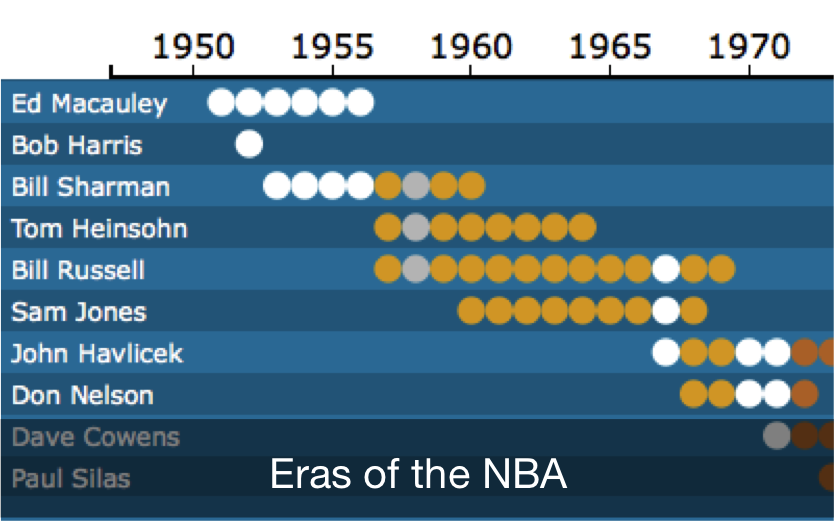 1950 1955 1960 1965 1970
Ed Macauley
Bob Harris
Bill Sharman
Tom Heinsohn
Bill Russell
Sam Jones
John Havlicek
Don Nelson
Dave Cowens
Paul Silas
Eras of the NBA